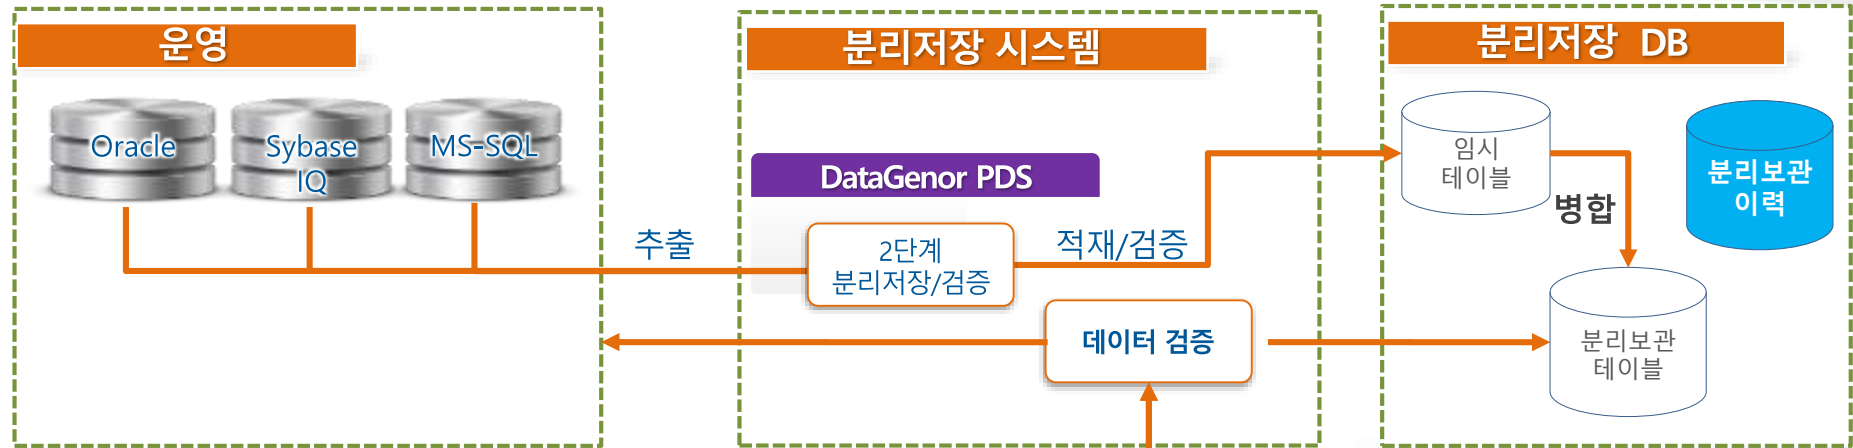 운영
Oracle
Sybase
IQ
MS-SQL
추출
분리저장 시스템
DataGenor PDS
2단계
분리저장/검증
적재/검증
데이터 검증
분리저장 DB
임시
테이블
병합
분리보관
이력
분리보관
테이블